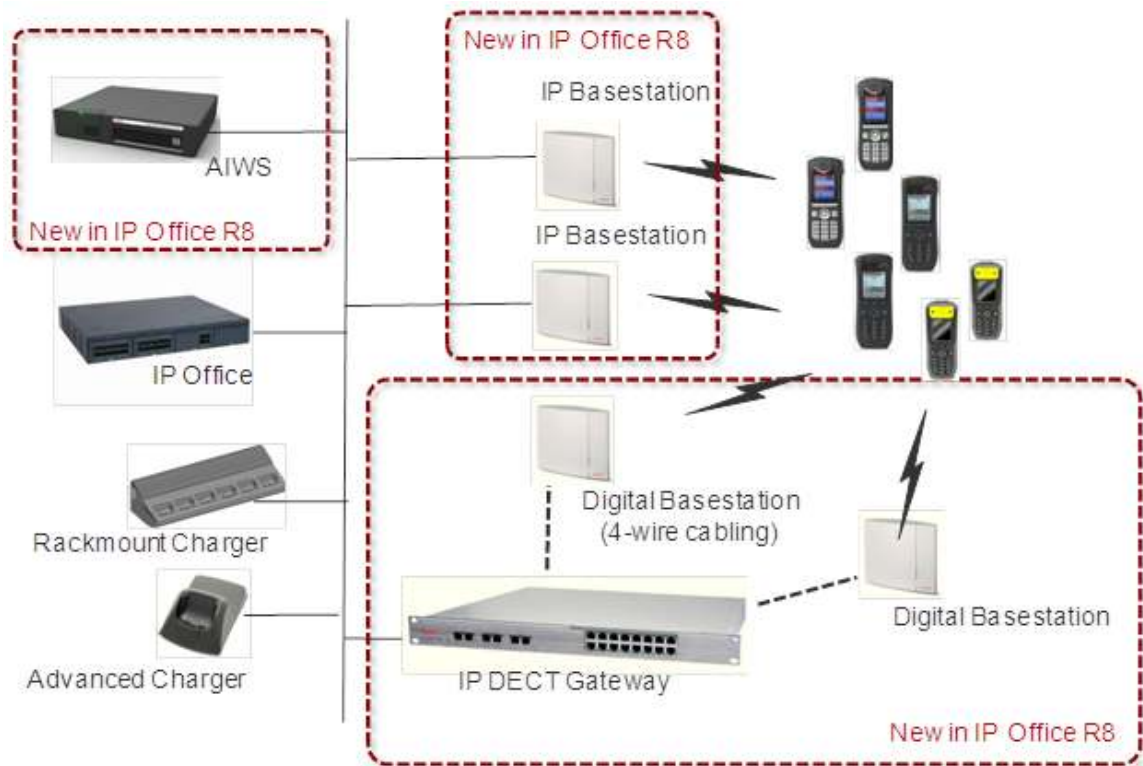 New in IP Office R8
IP Basestation
AIWS
New in IP Office R8
IP Basestation
IP Office
Digital Basestation
(4-wire cabling)
Rackmount Charger
Digital Basestation
Advanced Charger
IP DECT Gateway
New in IP Office R8